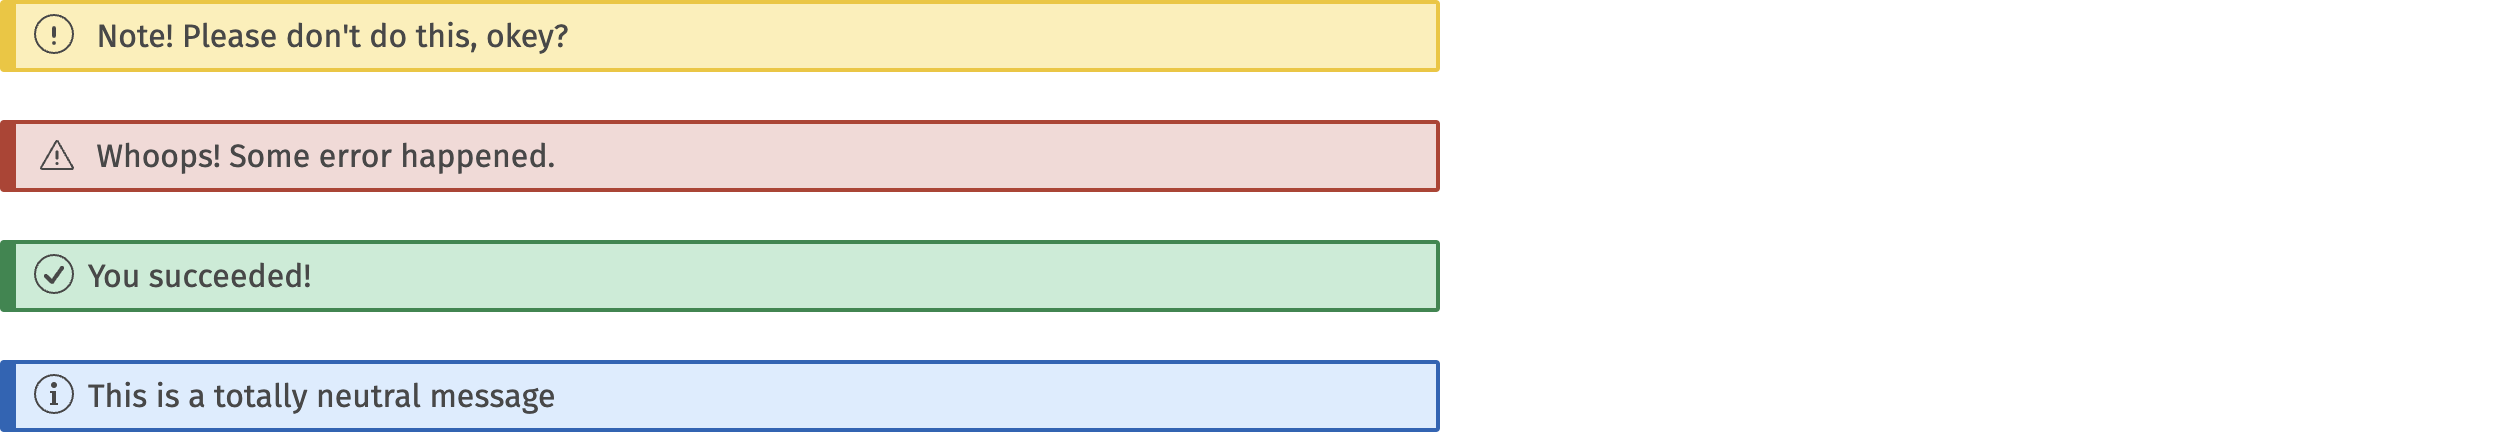 Note! Please don't do this, okey?
Whoops! Some error happened.
You succeeded!
This is a totally neutral message